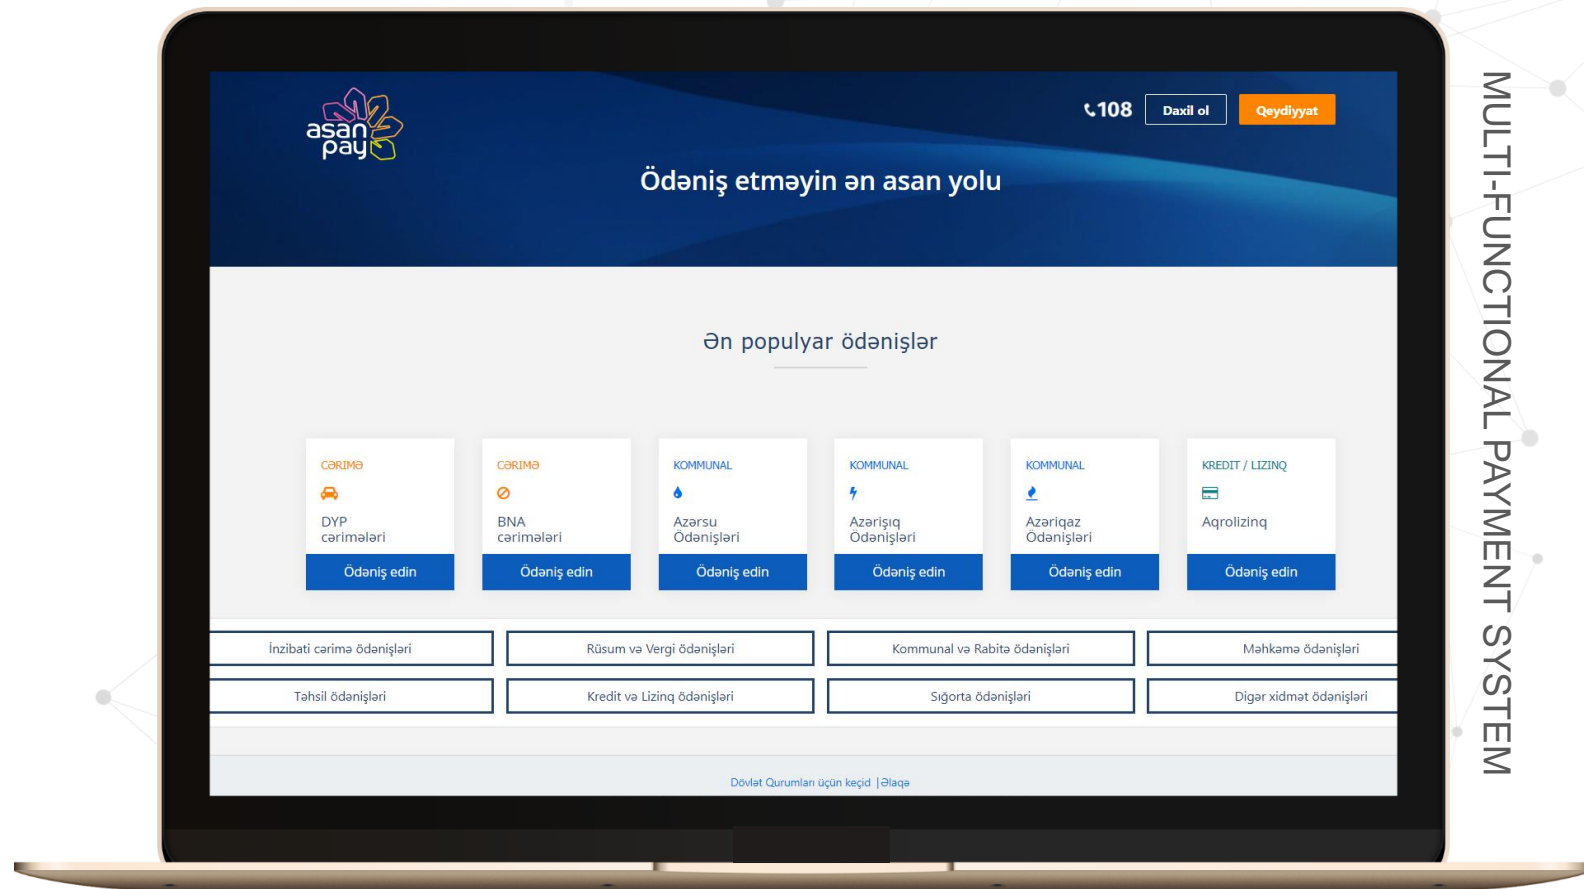 asan
pay
108
Daxil ol
Qeydiyyat
Ödəniş etməyin ən asan yolu
Ən populyar ödənişlər
CƏRIMƏ
DYP
cərimələri
Ödəniş edin
CƏRIMƏ
BNA
cərimələri
Ödəniş edin
KOMMUNAL
Azərsu
Ödənişləri
Ödəniş edin
KOMMUNAL
Azərişıq
Ödənişləri
Ödəniş edin
KOMMUNAL
Azəriqaz
Ödənişləri
Ödəniş edin
KREDIT / LIZINQ
Aqrolizinq
Ödəniş edin
İnzibati cərimə ödənişləri
Rüsum və Vergi ödənişləri
Kommunal və Rabitə ödənişləri
Məhkəmə ödənişləri
Təhsil ödənişləri
Kredit və Lizinq ödənişləri
Sığorta ödənişləri
Digər xidmət ödənişləri
Dövlət Qurumları üçün keçid | Əlaqə
MULTI-FUNCTIONAL PAYMENT SYSTEM